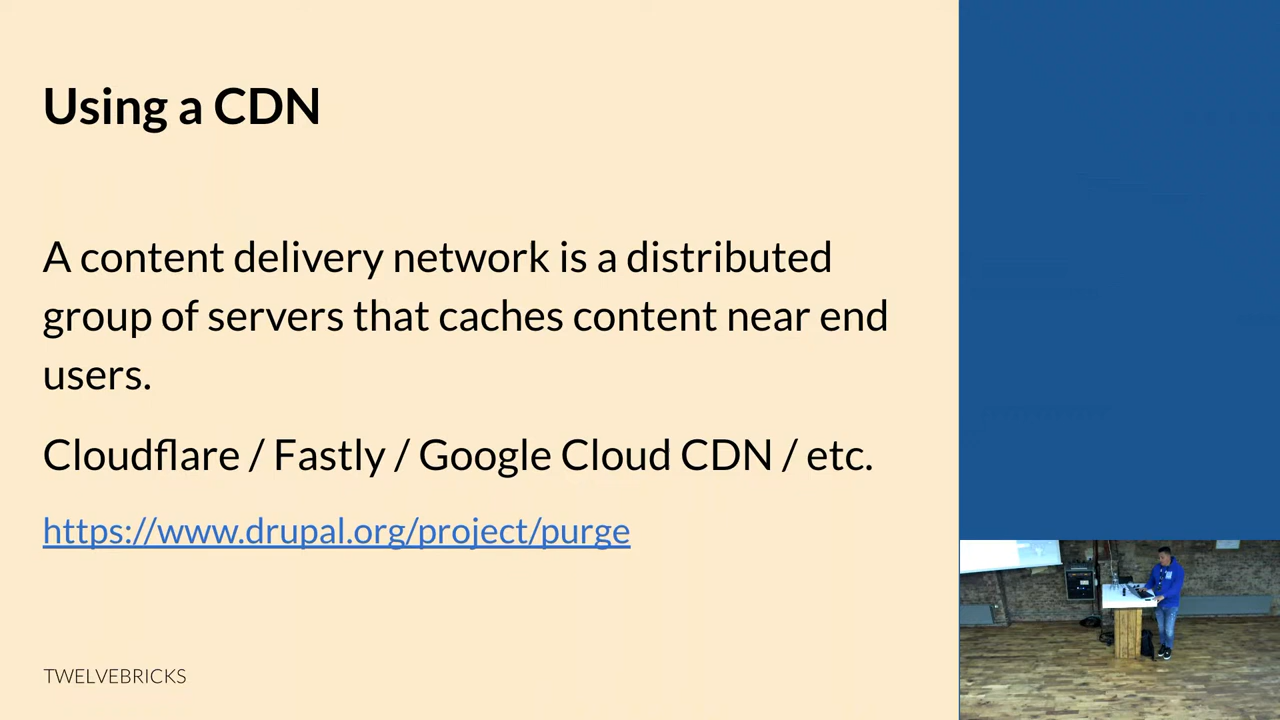 Using a CDN
A content delivery network is a distributed
group of servers that caches content near end
users.
Cloudflare / Fastly / Google Cloud CDN / etc.
https://www.drupal.org/project/purge
TWELVEBRICKS